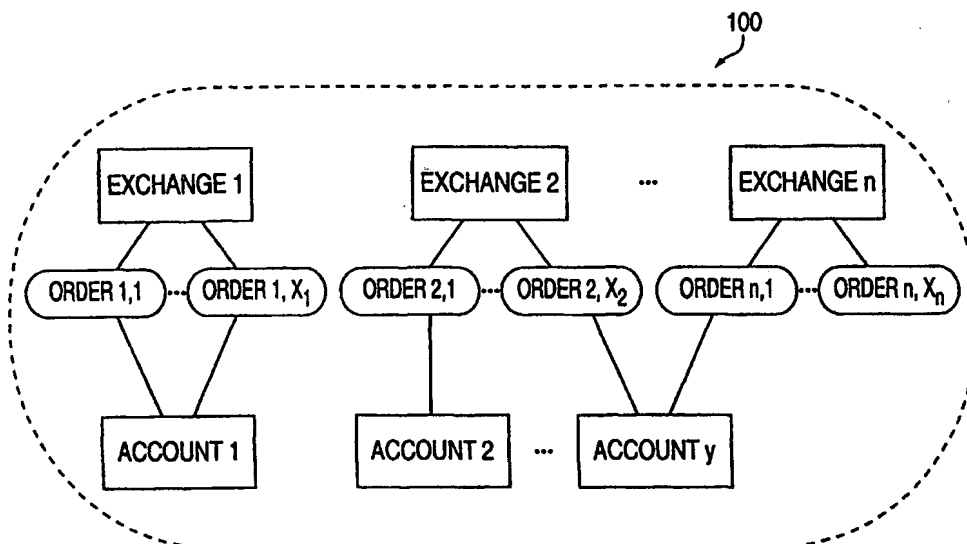 100
EXCHANGE 1 EXCHANGE 2 ... EXCHANGE n
ORDER 1,1 ... ORDER 1, X₁ ORDER 2,1 ... ORDER 2, X₂ ORDER n,1 ... ORDER n, Xₙ
ACCOUNT 1 ACCOUNT 2 ... ACCOUNT y